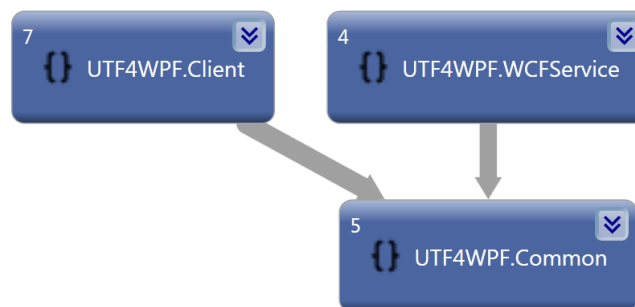 7
{} UTF4WPF.Client
4
{} UTF4WPF.WCFService
5
{} UTF4WPF.Common